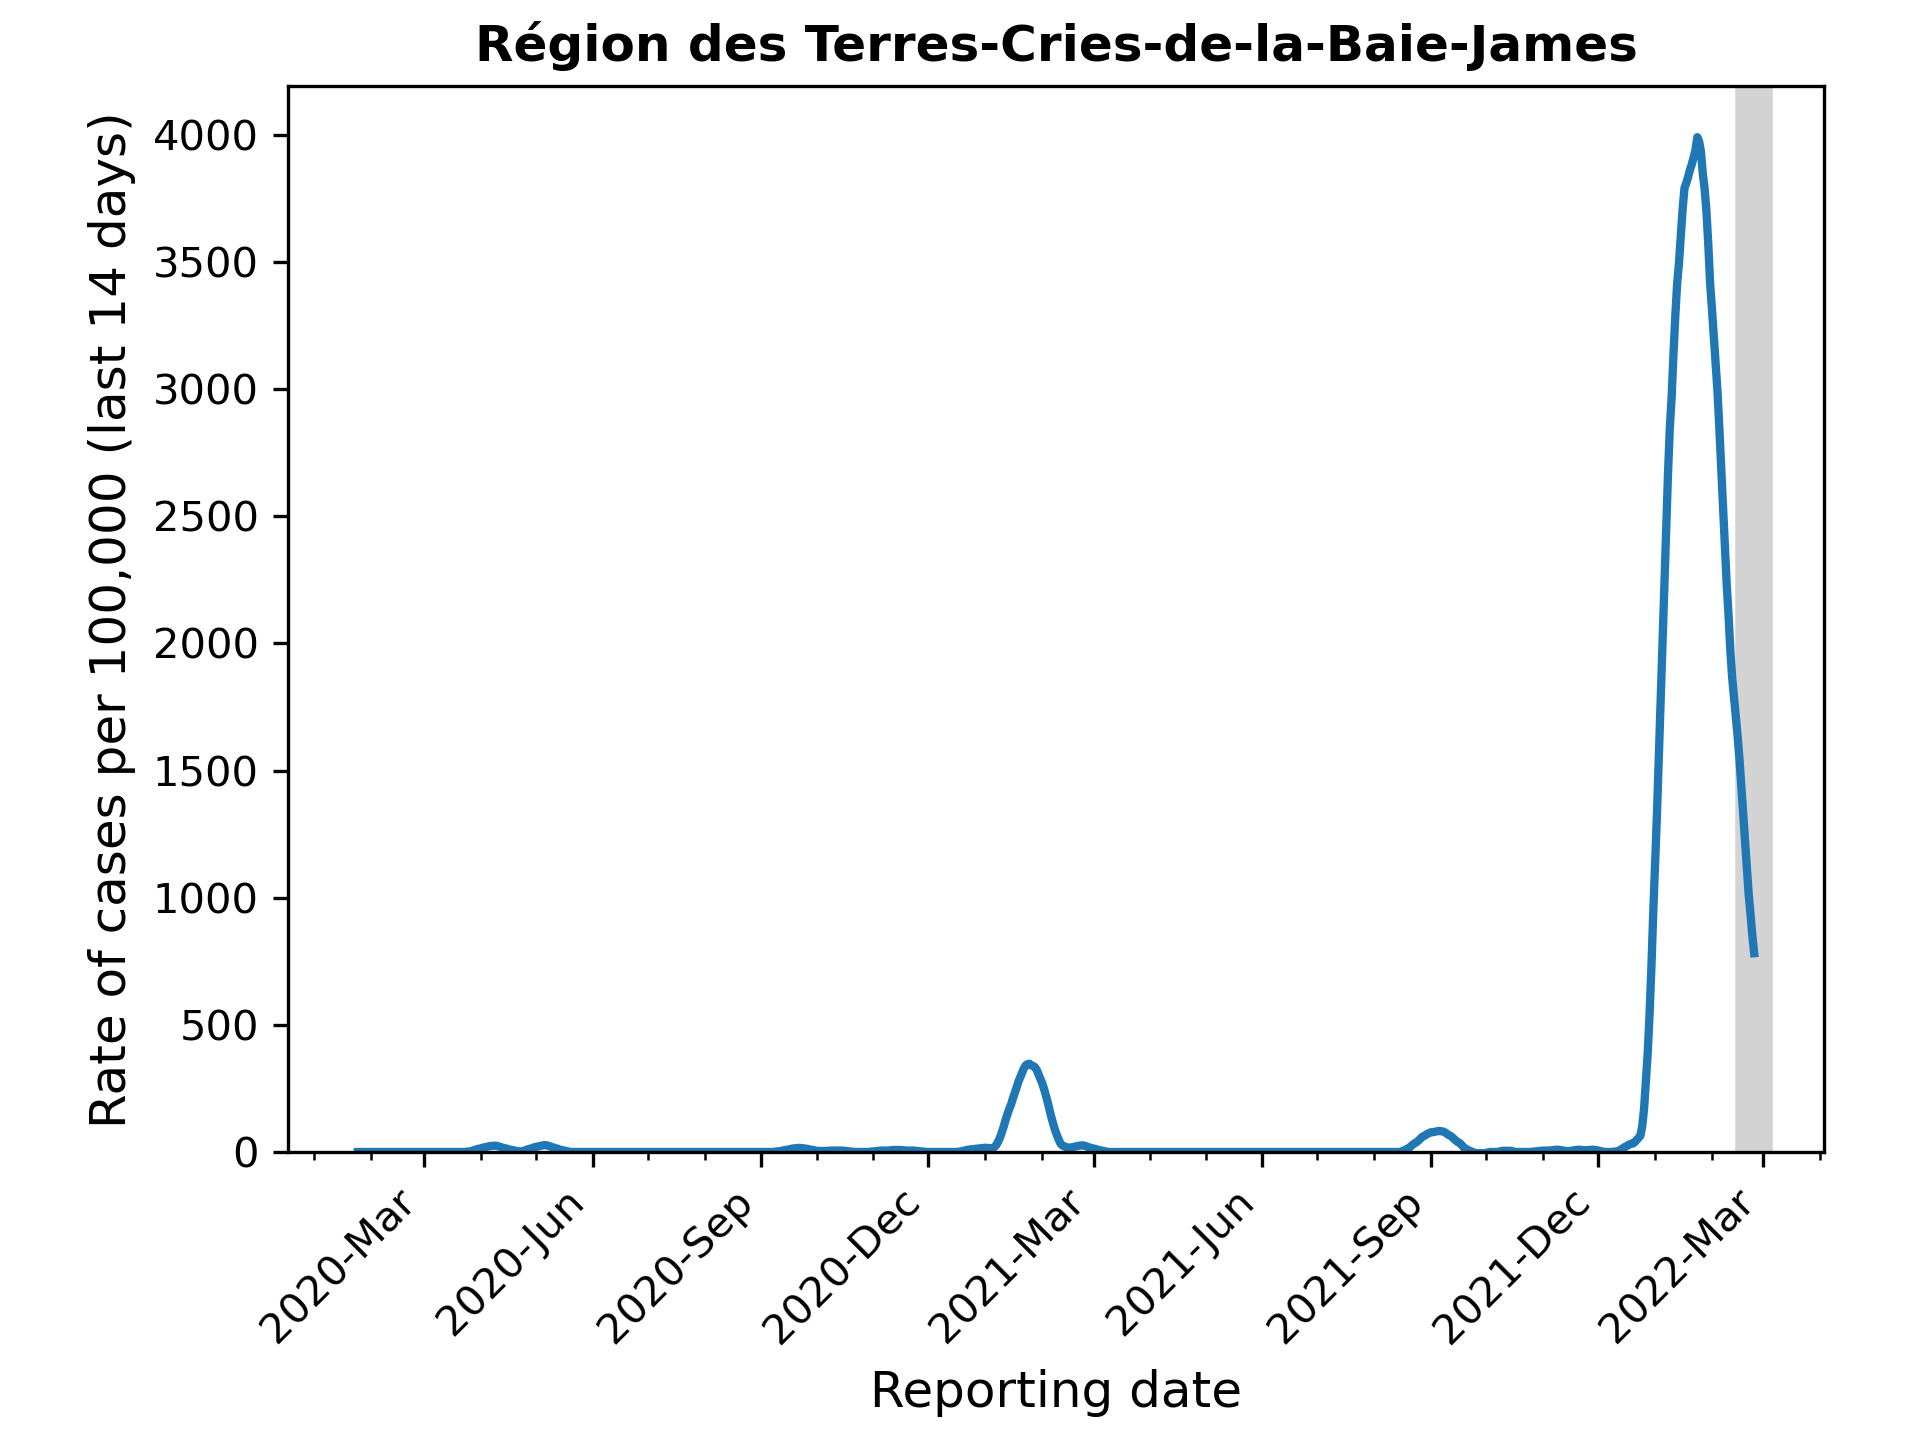 Région des Terres-Cries-de-la-Baie-James
Rate of cases per 100,000 (last 14 days)
4000
3500
3000
2500
2000
1500
1000
500
0
2020-Mar
2020-Jun
2020-Sep
2020-Dec
2021-Mar
2021-Jun
2021-Sep
2021-Dec
2022-Mar
Reporting date